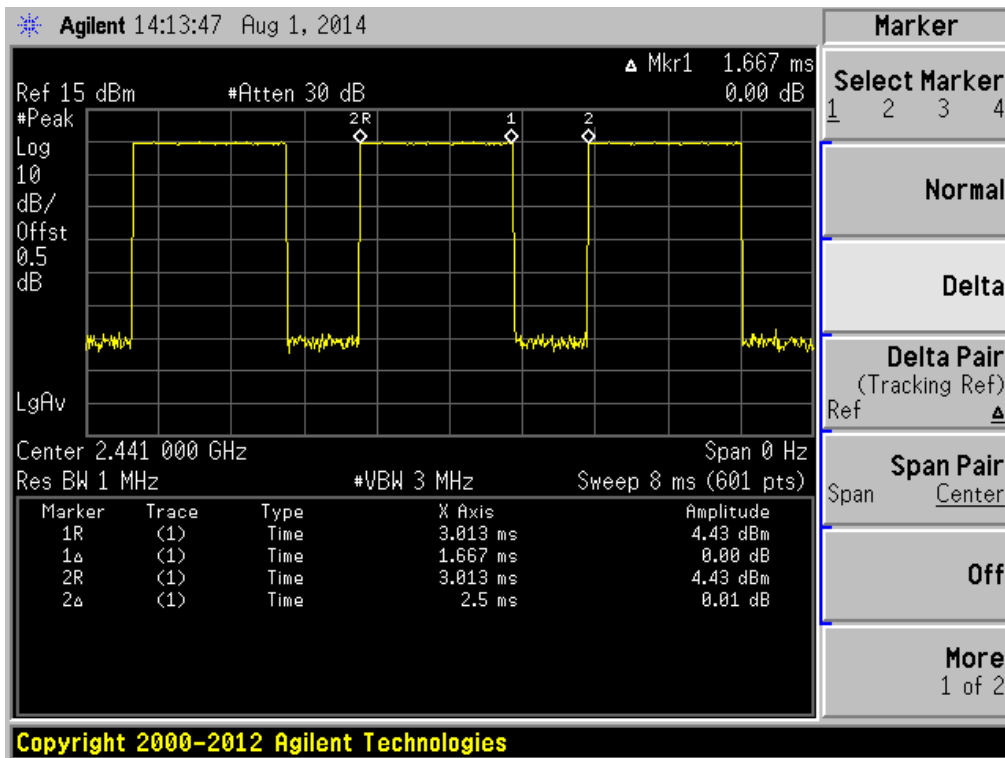 Agilent 14:13:47 Aug 1, 2014
Δ Mkr1 1.667 ms
Ref 15 dBm #Atten 30 dB 0.00 dB
#Peak
Log
10
dB/
Offst
0.5
dB
LgAv
2R 1 2
Center 2.441 000 GHz Span 0 Hz
Res BW 1 MHz #VBW 3 MHz Sweep 8 ms (601 pts)
Marker Trace Type X Axis Amplitude
1R (1) Time 3.013 ms 4.43 dBm
1Δ (1) Time 1.667 ms 0.00 dB
2R (1) Time 3.013 ms 4.43 dBm
2Δ (1) Time 2.5 ms 0.01 dB
Marker
Select Marker
1 2 3 4
Normal
Delta
Delta Pair
(Tracking Ref)
Ref Δ
Span Pair
Span Center
Off
More
1 of 2
Copyright 2000-2012 Agilent Technologies